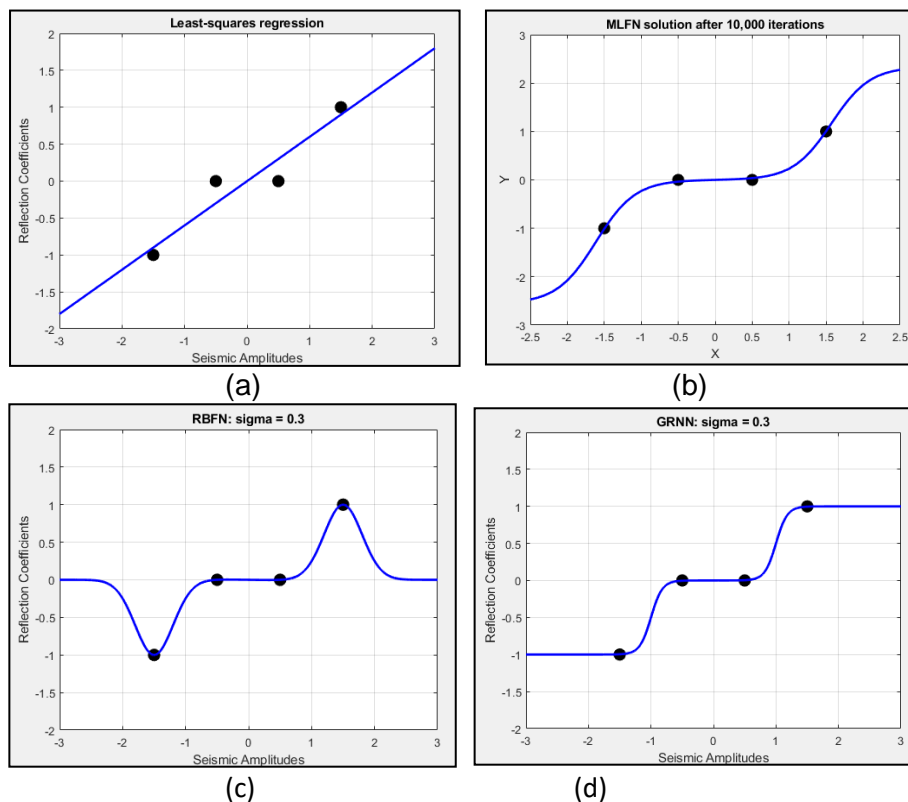 Least-squares regression
2
1.5
1
0.5
0
-0.5
-1
-1.5
-2
Reflection Coefficients
-3 -2 -1 0 1 2 3
Seismic Amplitudes
(a)
MLFN solution after 10,000 iterations
3
2
1
0
-1
-2
-3
Y
-2.5 -2 -1.5 -1 -0.5 0 0.5 1 1.5 2 2.5
X
(b)
RBFN: sigma = 0.3
2
1.5
1
0.5
0
-0.5
-1
-1.5
-2
Reflection Coefficients
-3 -2 -1 0 1 2 3
Seismic Amplitudes
(c)
GRNN: sigma = 0.3
2
1.5
1
0.5
0
-0.5
-1
-1.5
-2
Reflection Coefficients
-3 -2 -1 0 1 2 3
Seismic Amplitudes
(d)